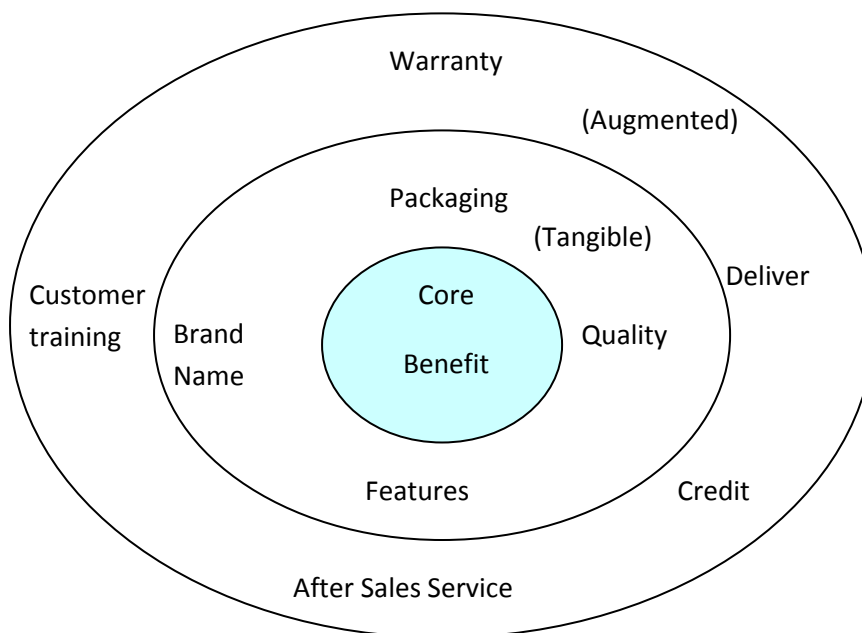 Warranty
(Augmented)
Packaging
(Tangible)
Deliver
Core
Customer
training
Brand
Name
Quality
Benefit
Features
Credit
After Sales Service